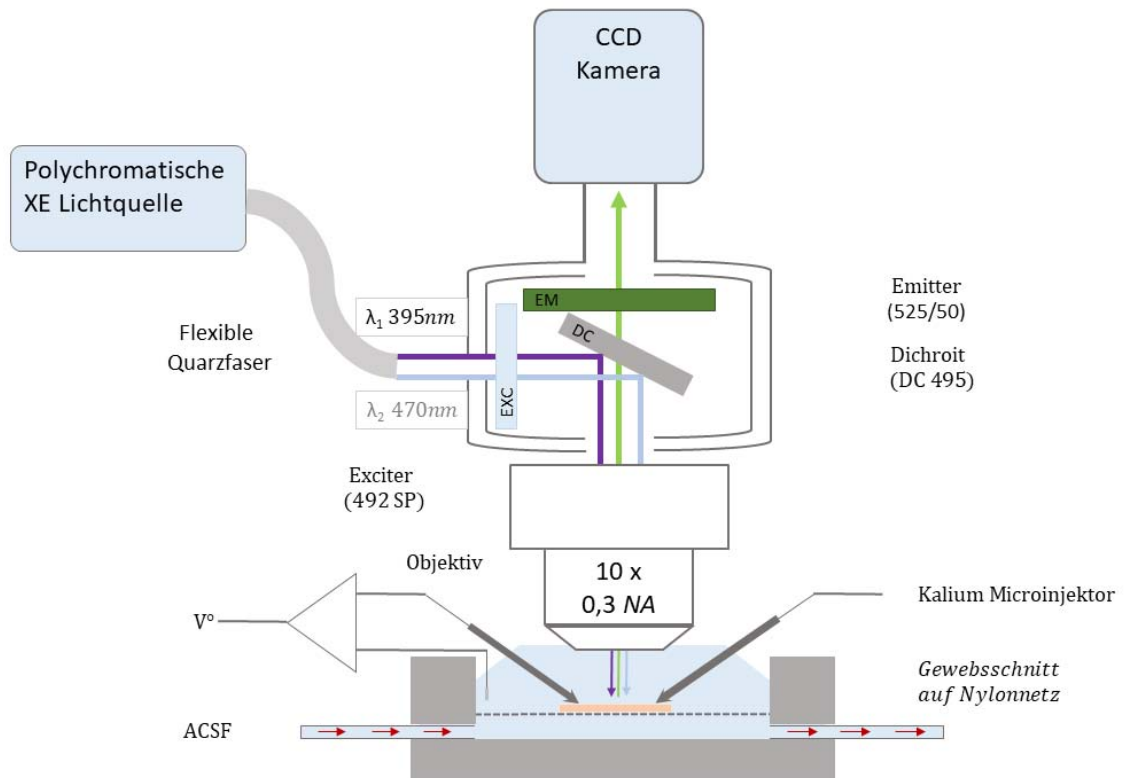 CCD
Kamera
Polychromatische
XE Lichtquelle
EM
DC
EXC
λ₁ 395nm
λ₂ 470nm
Flexible
Quarzfaser
Emitter
(525/50)
Dichroit
(DC 495)
Exciter
(492 SP)
Objektiv
10 x
0,3 NA
Kalium Microinjektor
V°
Gewebsschnitt
auf Nylonnetz
ACSF